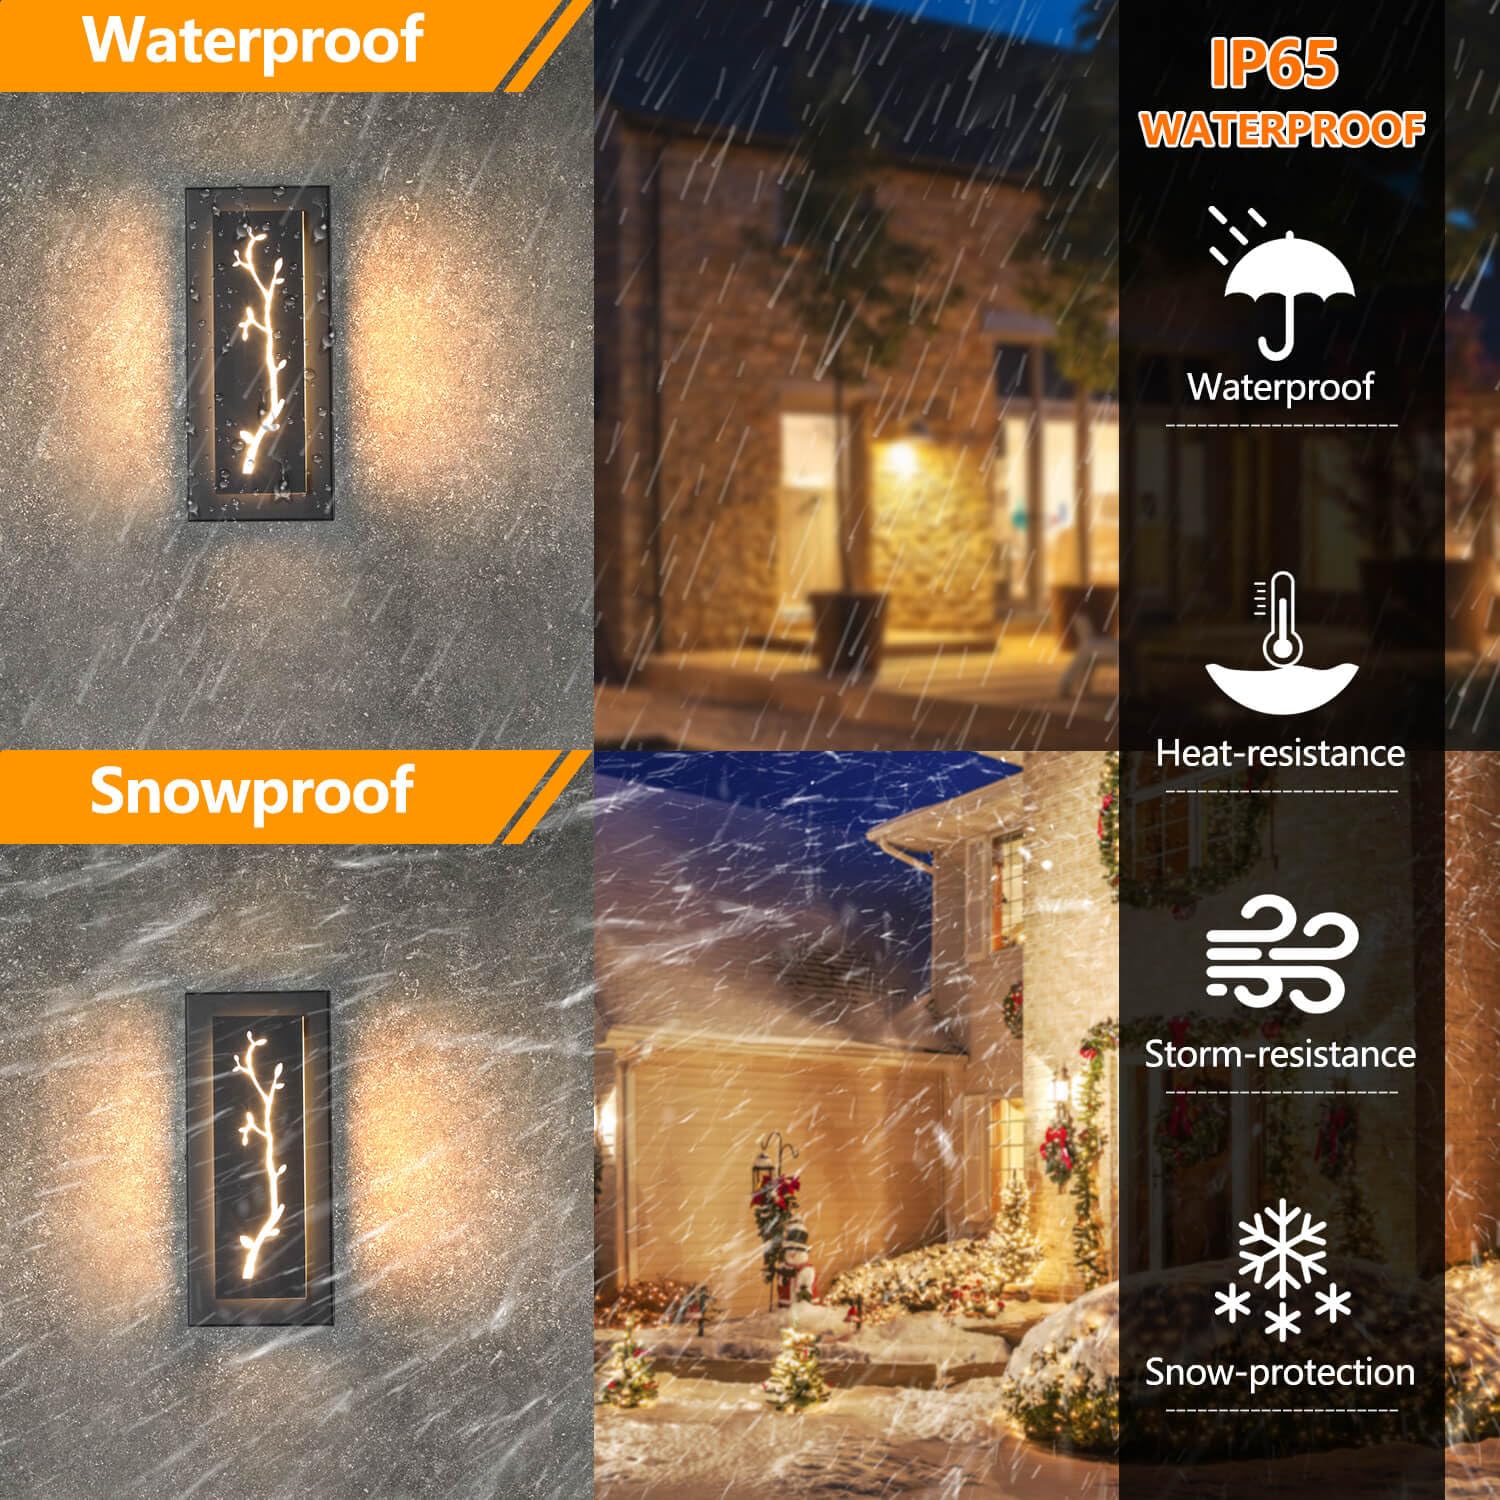 Waterproof
IP65
WATERPROOF
Waterproof
Heat-resistance
Snowproof
Storm-resistance
Snow-protection